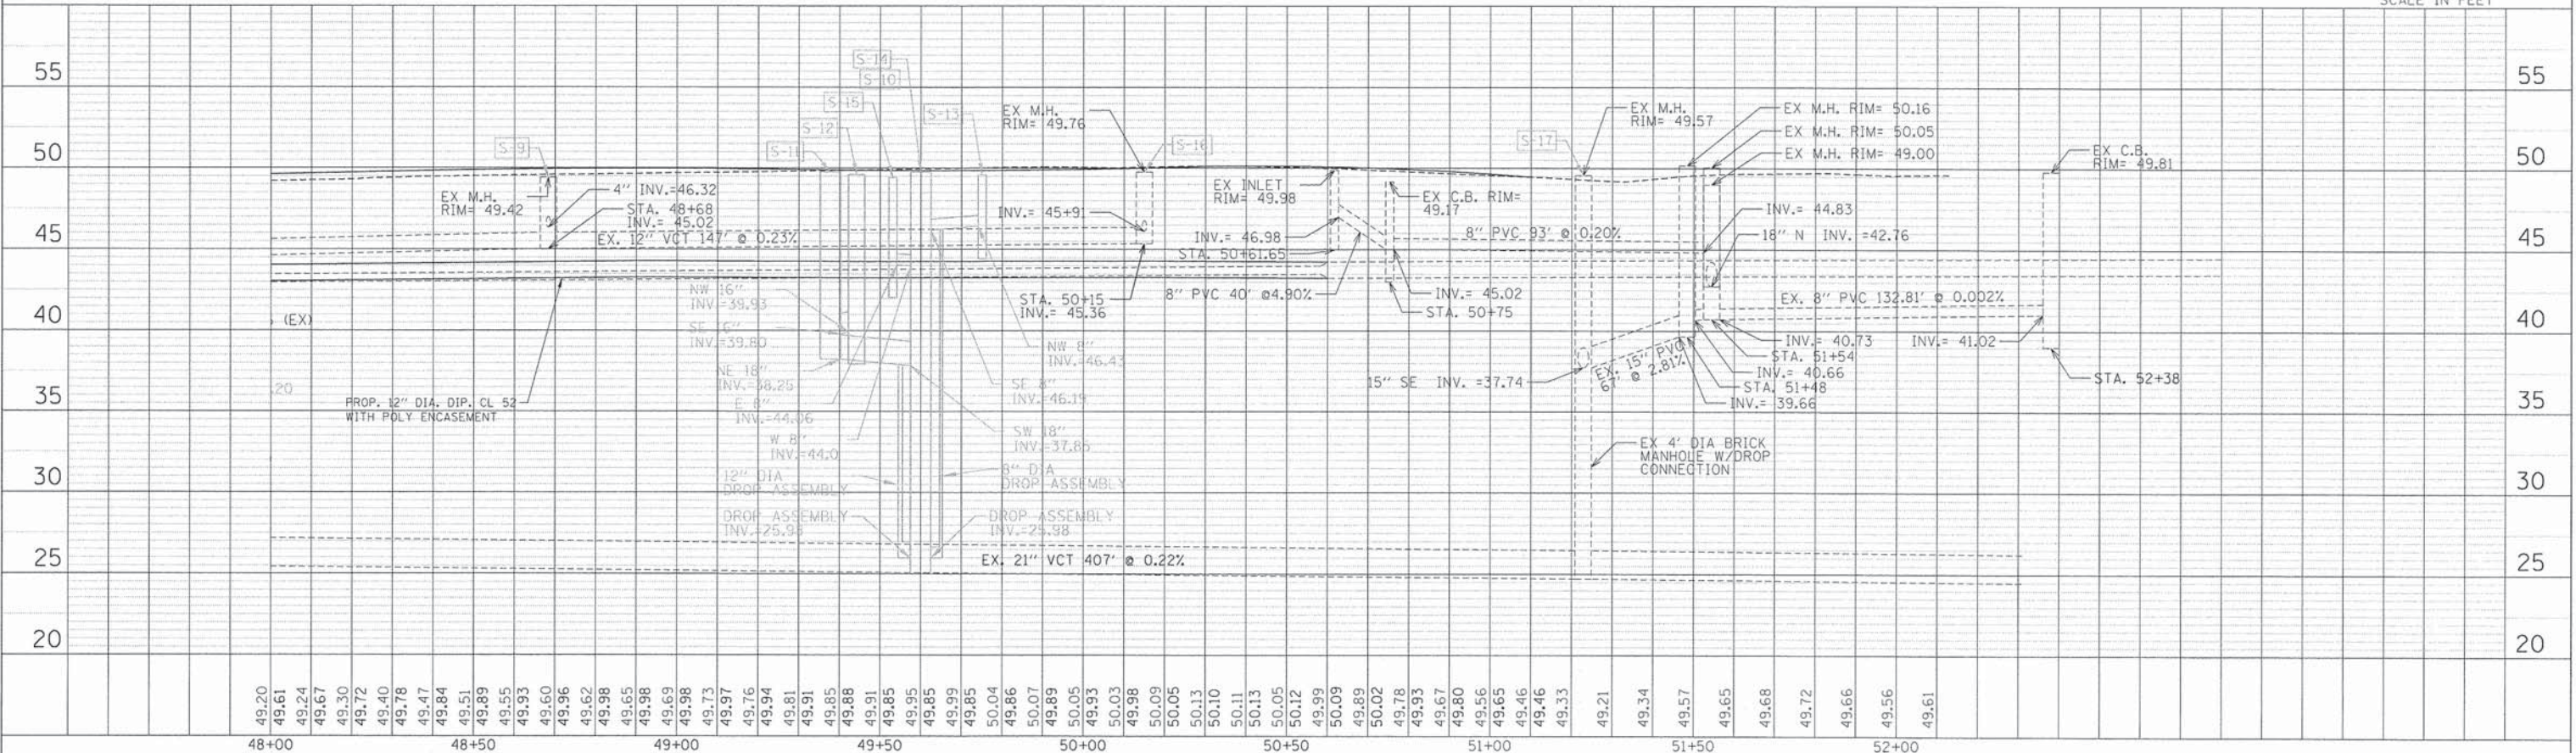 SCALE IN FEET
55
50
45
40
35
30
25
20
55
50
45
40
35
30
25
20
S-9
S-11
S-12
S-15
S-14
S-10
S-13
S-16
S-17
EX M.H.
RIM= 49.42
4" INV.=46.32
STA. 48+68
INV.= 45.02
EX. 12" VCT 147' @ 0.23%
(EX)
.20
PROP. 12" DIA. DIP. CL 52
WITH POLY ENCASEMENT
NW 16"
INV.=39.93
SE 16"
INV.=39.80
NE 18"
INV.=38.25
E 8"
INV.=44.06
W 8"
INV.=44.0
12" DIA
DROP ASSEMBLY
DROP ASSEMBLY
INV.=25.98
EX M.H.
RIM= 49.76
INV.= 45+91
STA. 50+15
INV.= 45.36
NW 8"
INV.=46.43
SE 8"
INV.=46.19
SW 18"
INV.=37.85
8" DIA
DROP ASSEMBLY
DROP ASSEMBLY
INV.=25.98
EX. 21" VCT 407' @ 0.22%
EX INLET
RIM= 49.98
INV.= 46.98
STA. 50+61.65
8" PVC 40' @4.90%
EX C.B. RIM=
49.17
8" PVC 93' @ 0.20%
INV.= 45.02
STA. 50+75
EX M.H.
RIM= 49.57
15" SE INV. =37.74
EX. 15" PVC
67' @ 2.81%
EX 4' DIA BRICK
MANHOLE W/DROP
CONNECTION
EX M.H. RIM= 50.16
EX M.H. RIM= 50.05
EX M.H. RIM= 49.00
INV.= 44.83
18" N INV. =42.76
EX. 8" PVC 132.81' @ 0.002%
INV.= 40.73
STA. 51+54
INV.= 40.66
STA. 51+48
INV.= 39.66
INV.= 41.02
EX C.B.
RIM= 49.81
STA. 52+38
49.20
49.61
49.24
49.67
49.30
49.72
49.40
49.78
49.47
49.84
49.51
49.89
49.55
49.93
49.60
49.96
49.62
49.98
49.65
49.98
49.69
49.98
49.73
49.97
49.76
49.94
49.81
49.91
49.85
49.88
49.91
49.85
49.95
49.85
49.99
49.85
50.04
49.86
50.07
49.89
50.05
49.93
50.03
49.98
50.09
50.05
50.13
50.10
50.11
50.13
50.05
50.12
49.99
50.09
49.89
50.02
49.78
49.93
49.67
49.80
49.56
49.65
49.46
49.46
49.33
49.21
49.34
49.57
49.65
49.68
49.72
49.66
49.56
49.61
48+00
48+50
49+00
49+50
50+00
50+50
51+00
51+50
52+00